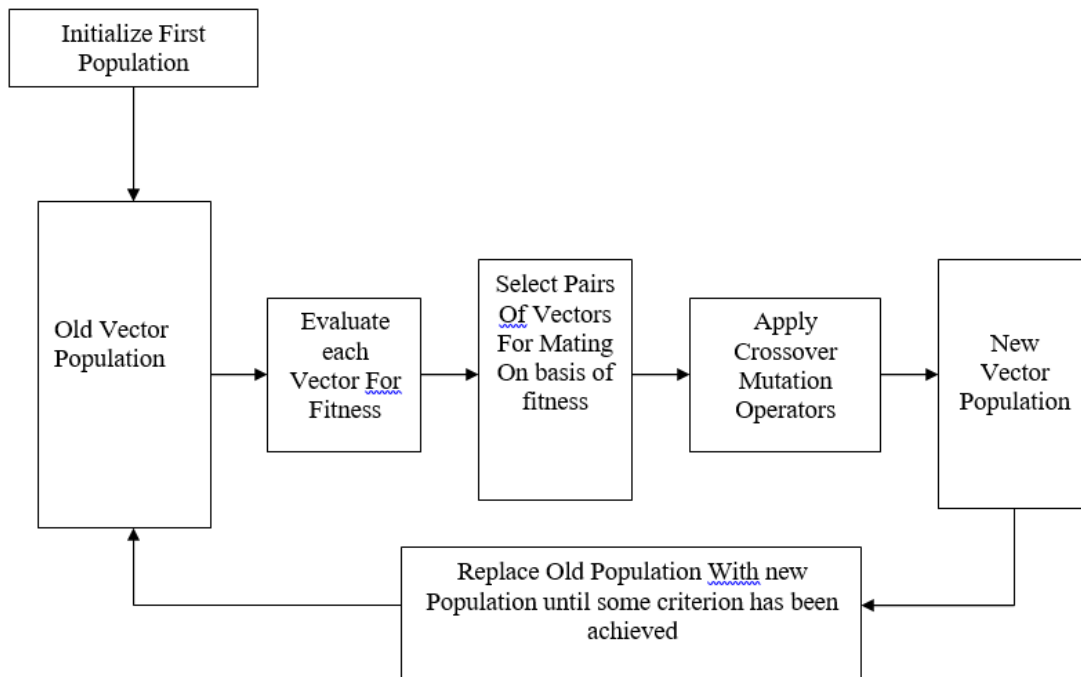 Initialize First
Population
Old Vector
Population
Evaluate
each
Vector For
Fitness
Select Pairs
Of Vectors
For Mating
On basis of
fitness
Apply
Crossover
Mutation
Operators
New
Vector
Population
Replace Old Population With new
Population until some criterion has been
achieved